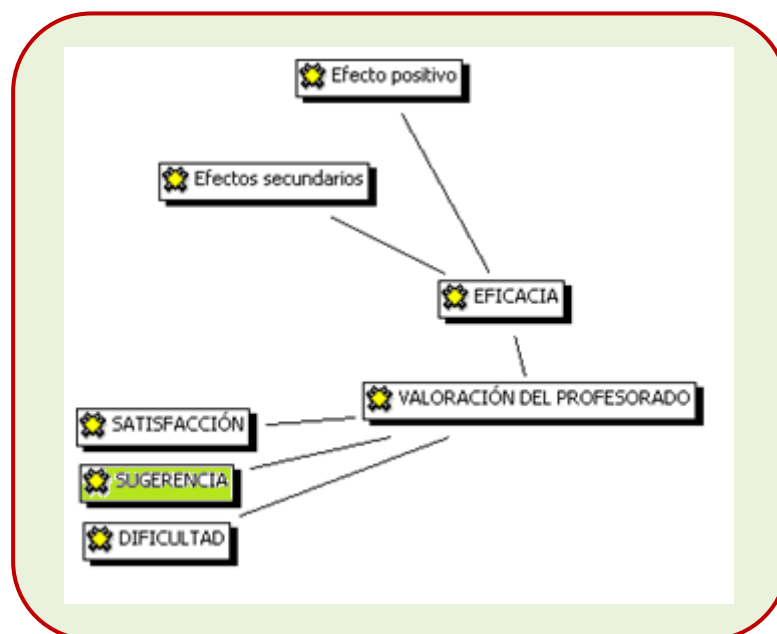 Efecto positivo
Efectos secundarios
EFICACIA
VALORACIÓN DEL PROFESORADO
SATISFACCIÓN
SUGERENCIA
DIFICULTAD